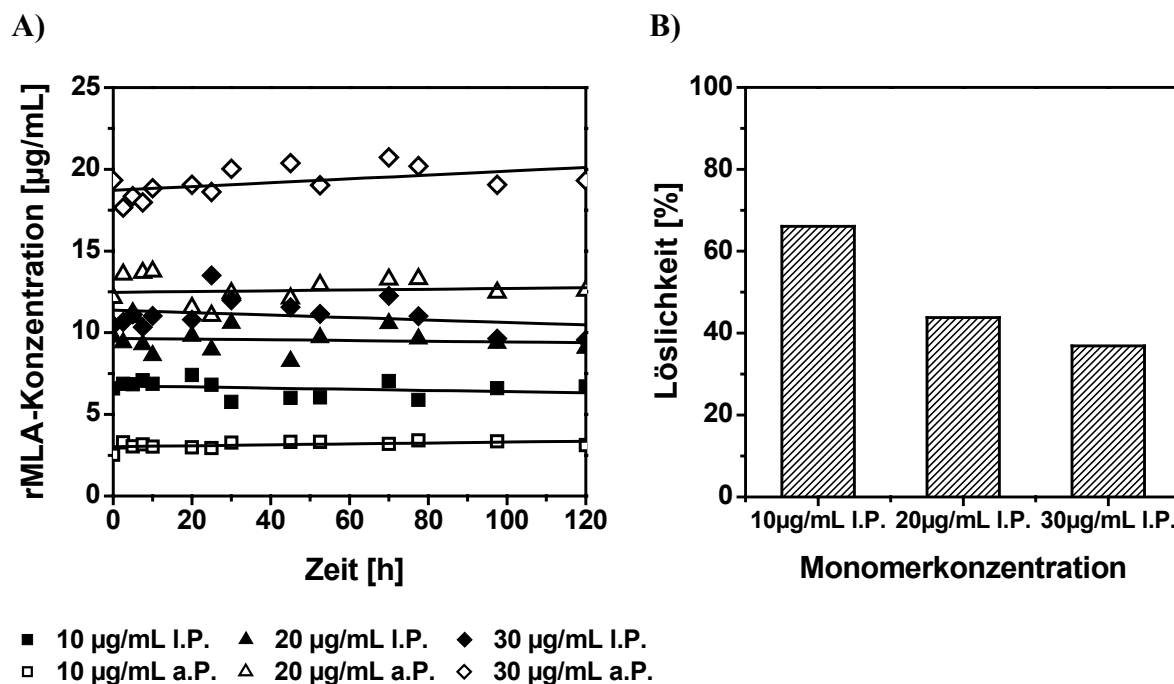 A)
B)
rMLA-Konzentration [µg/mL]
25
20
15
10
5
0
0 20 40 60 80 100 120
Zeit [h]
Löslichkeit [%]
100
80
60
40
20
0
10µg/mL l.P. 20µg/mL l.P. 30µg/mL l.P.
Monomerkonzentration
10 µg/mL l.P. 20 µg/mL l.P. 30 µg/mL l.P.
10 µg/mL a.P. 20 µg/mL a.P. 30 µg/mL a.P.